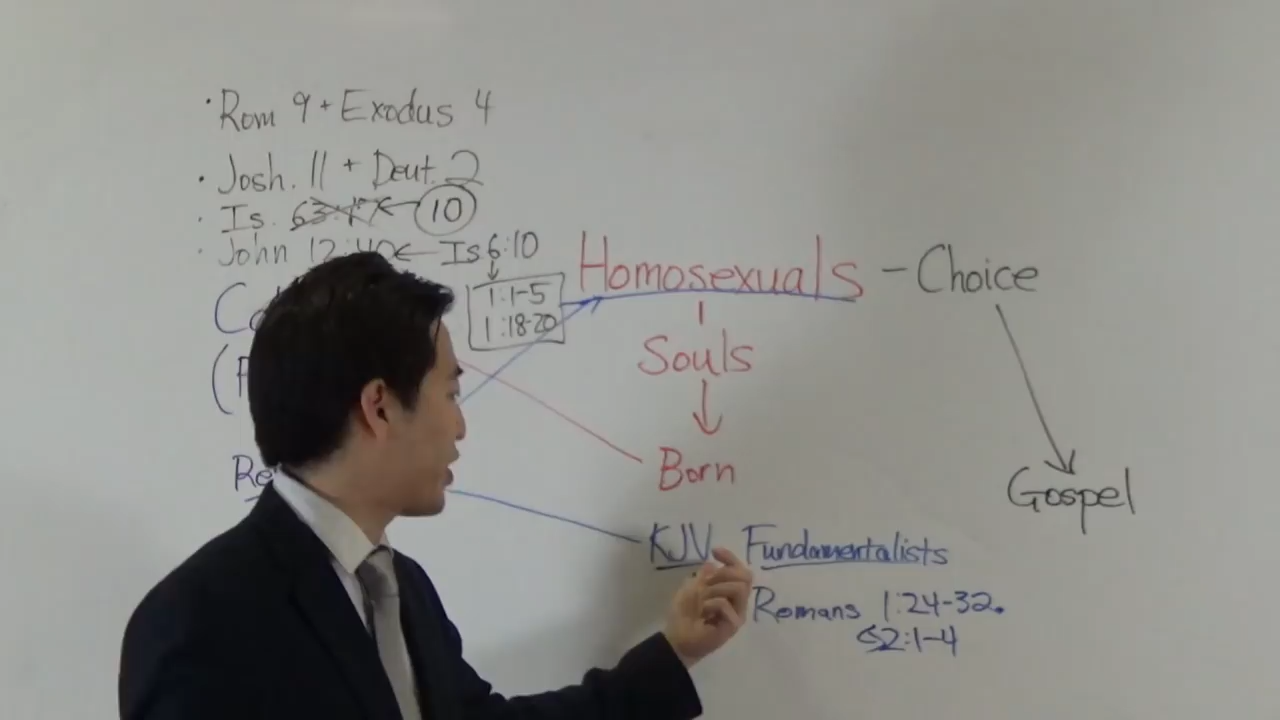 · Rom 9 + Exodus 4
· Josh. 11 + Deut. 2
· Is. 10
· John 12:40 ← Is 6:10
1:1-5
1:18-20
Homosexuals - Choice
Souls
Born
Gospel
KJV Fundamentalists
Romans 1:24-32.
2:1-4